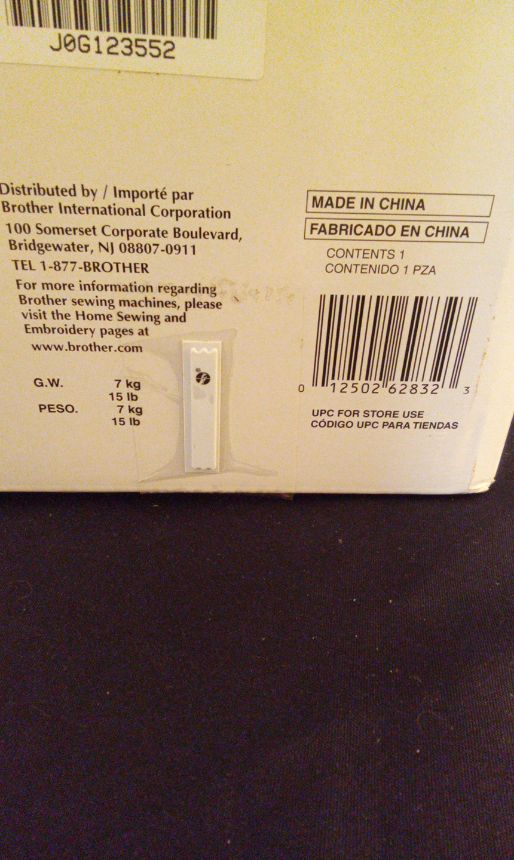 J0G123552
Distributed by / Importé par
Brother International Corporation
100 Somerset Corporate Boulevard,
Bridgewater, NJ 08807-0911
TEL 1-877-BROTHER
For more information regarding
Brother sewing machines, please
visit the Home Sewing and
Embroidery pages at
www.brother.com
G.W. 7 kg
15 lb
PESO. 7 kg
15 lb
MADE IN CHINA
FABRICADO EN CHINA
CONTENTS 1
CONTENIDO 1 PZA
0 12502 62832 3
UPC FOR STORE USE
CÓDIGO UPC PARA TIENDAS